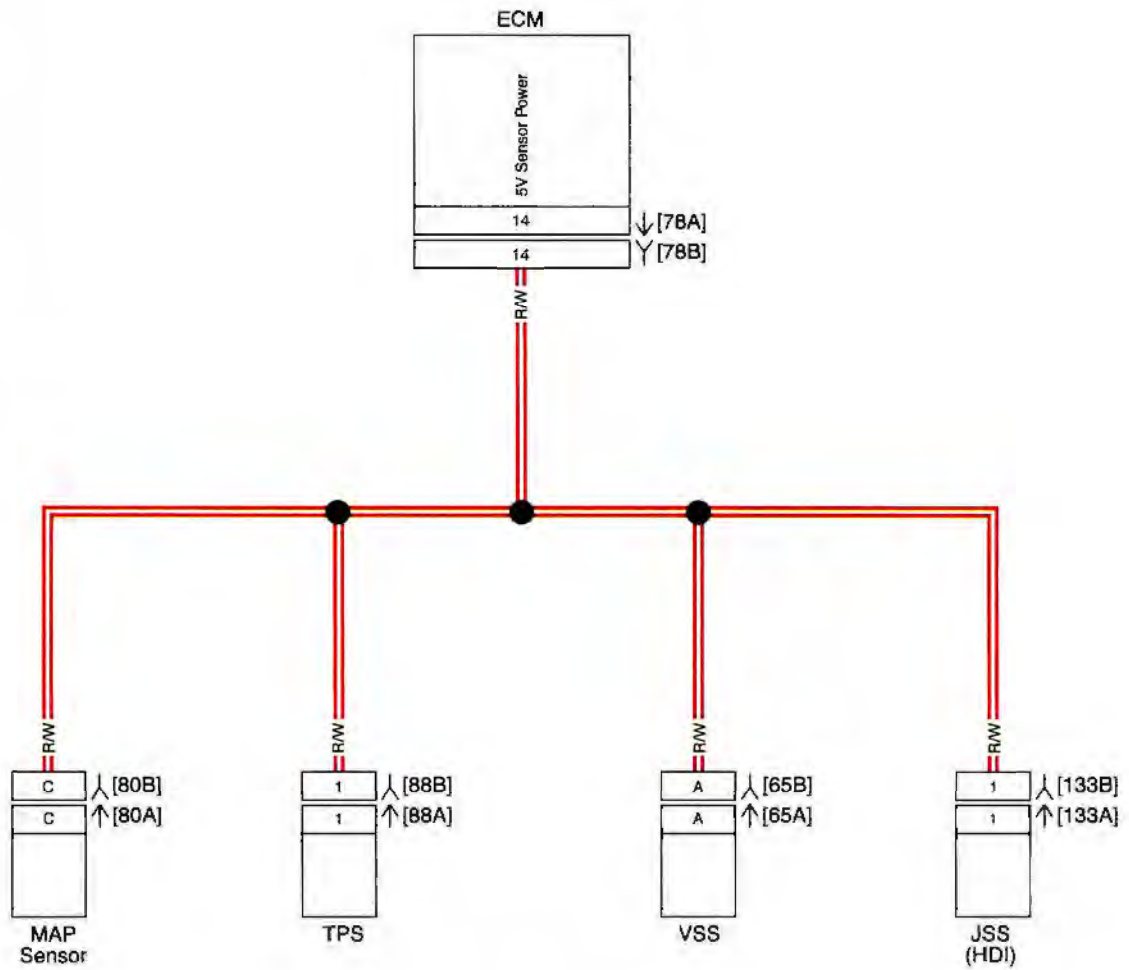 ECM
5V Sensor Power
14
[78A]
14
[78B]
R/W
R/W
R/W
R/W
R/W
C
[80B]
1
[88B]
A
[65B]
1
[133B]
C
[80A]
1
[88A]
A
[65A]
1
[133A]
MAP
Sensor
TPS
VSS
JSS
(HDI)